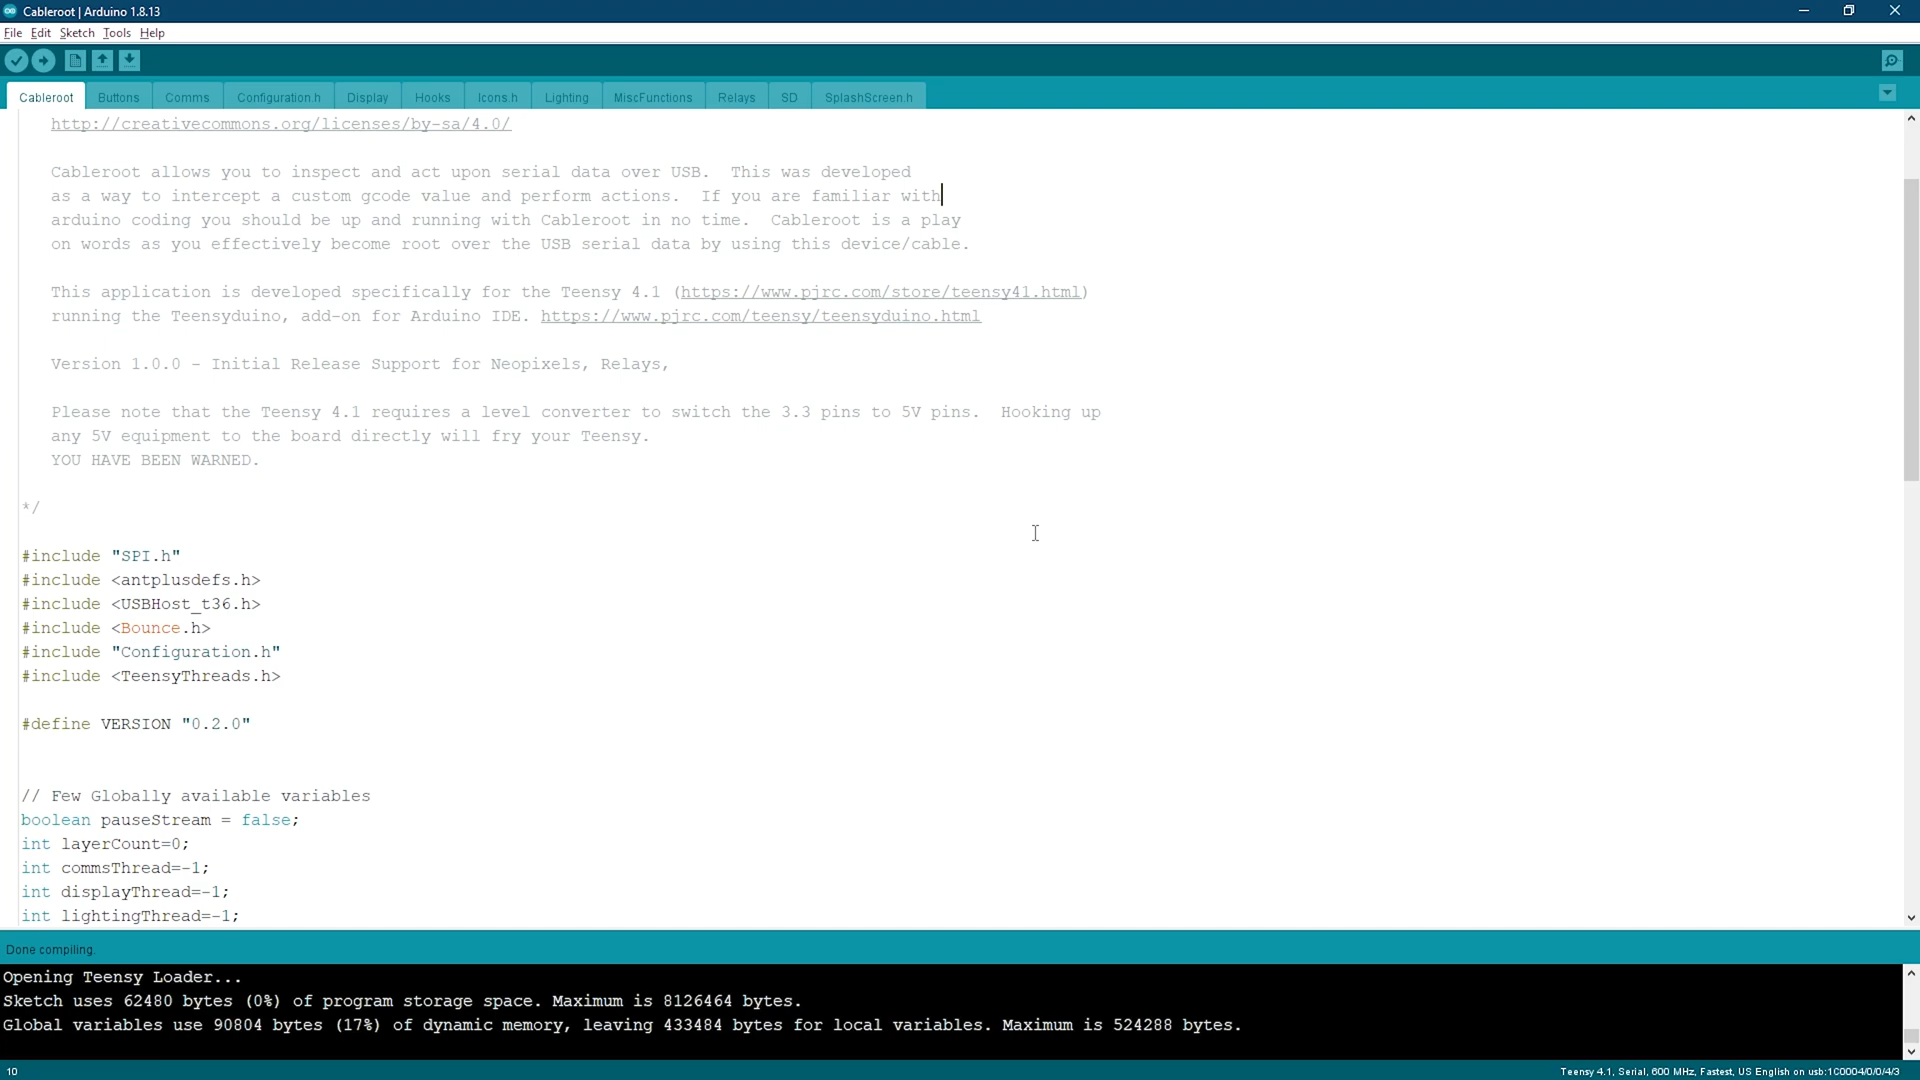 Cableroot | Arduino 1.8.13
File Edit Sketch Tools Help
Cableroot Buttons Comms Configuration.h Display Hooks Icons.h Lighting MiscFunctions Relays SD SplashScreen.h
http://creativecommons.org/licenses/by-sa/4.0/
Cableroot allows you to inspect and act upon serial data over USB.  This was developed
as a way to intercept a custom gcode value and perform actions.  If you are familiar with
arduino coding you should be up and running with Cableroot in no time.  Cableroot is a play
on words as you effectively become root over the USB serial data by using this device/cable.
This application is developed specifically for the Teensy 4.1 (https://www.pjrc.com/store/teensy41.html)
running the Teensyduino, add-on for Arduino IDE. https://www.pjrc.com/teensy/teensyduino.html
Version 1.0.0 - Initial Release Support for Neopixels, Relays,
Please note that the Teensy 4.1 requires a level converter to switch the 3.3 pins to 5V pins.  Hooking up
any 5V equipment to the board directly will fry your Teensy.
YOU HAVE BEEN WARNED.
*/
#include "SPI.h"
#include <antplusdefs.h>
#include <USBHost_t36.h>
#include <Bounce.h>
#include "Configuration.h"
#include <TeensyThreads.h>
#define VERSION "0.2.0"
// Few Globally available variables
boolean pauseStream = false;
int layerCount=0;
int commsThread=-1;
int displayThread=-1;
int lightingThread=-1;
Done compiling.
Opening Teensy Loader...
Sketch uses 62480 bytes (0%) of program storage space. Maximum is 8126464 bytes.
Global variables use 90804 bytes (17%) of dynamic memory, leaving 433484 bytes for local variables. Maximum is 524288 bytes.
10
Teensy 4.1, Serial, 600 MHz, Fastest, US English on usb:1C0004/0/0/4/3